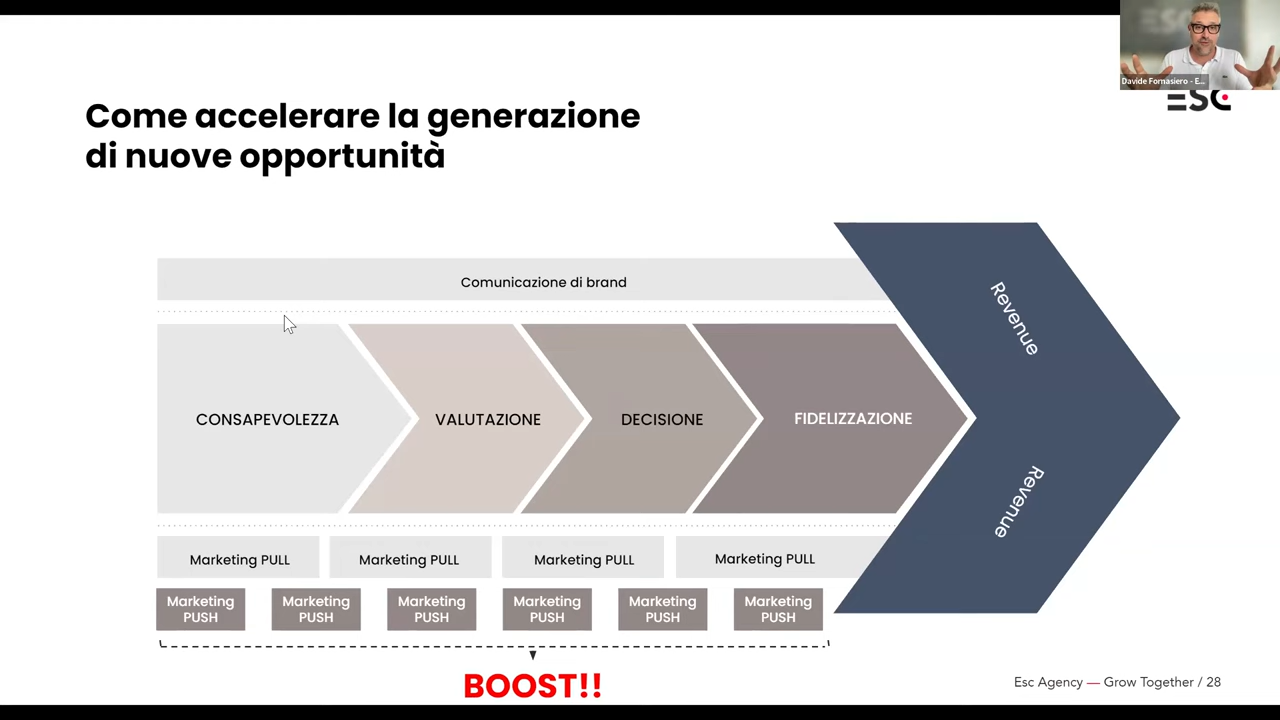 Davide Fornasiero - E...
ESC
Come accelerare la generazione
di nuove opportunità
Comunicazione di brand
Revenue
CONSAPEVOLEZZA
VALUTAZIONE
DECISIONE
FIDELIZZAZIONE
Revenue
Marketing PULL
Marketing PULL
Marketing PULL
Marketing PULL
Marketing
PUSH
Marketing
PUSH
Marketing
PUSH
Marketing
PUSH
Marketing
PUSH
Marketing
PUSH
BOOST!!
Esc Agency — Grow Together / 28